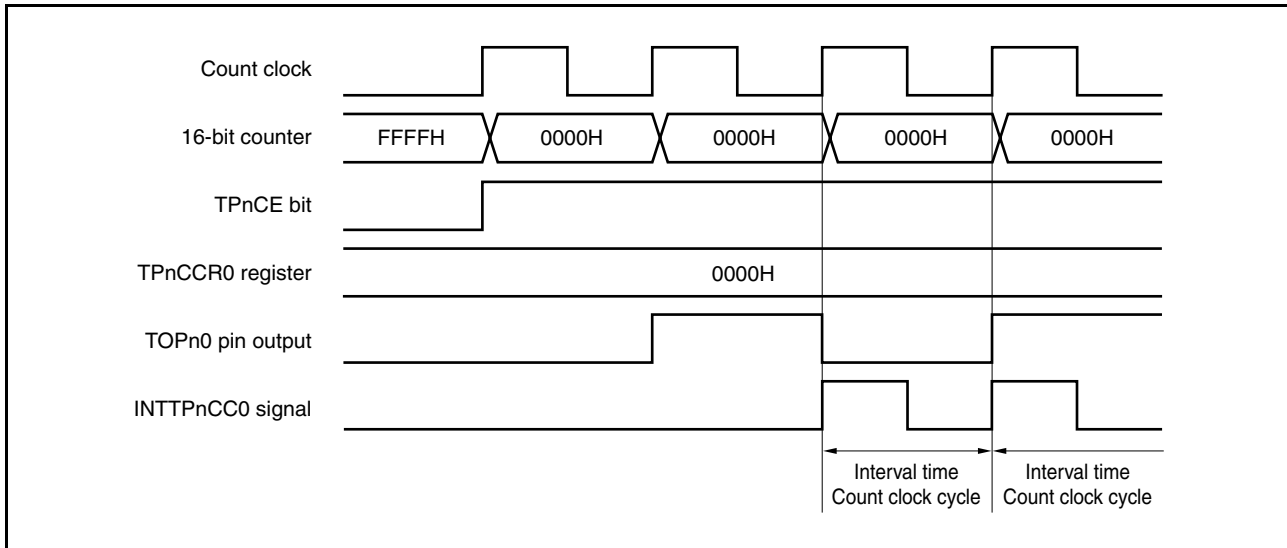 Count clock
16-bit counter
FFFFH 0000H 0000H 0000H 0000H
TPnCE bit
TPnCCR0 register
0000H
TOPn0 pin output
INTTPnCC0 signal
Interval time
Count clock cycle
Interval time
Count clock cycle